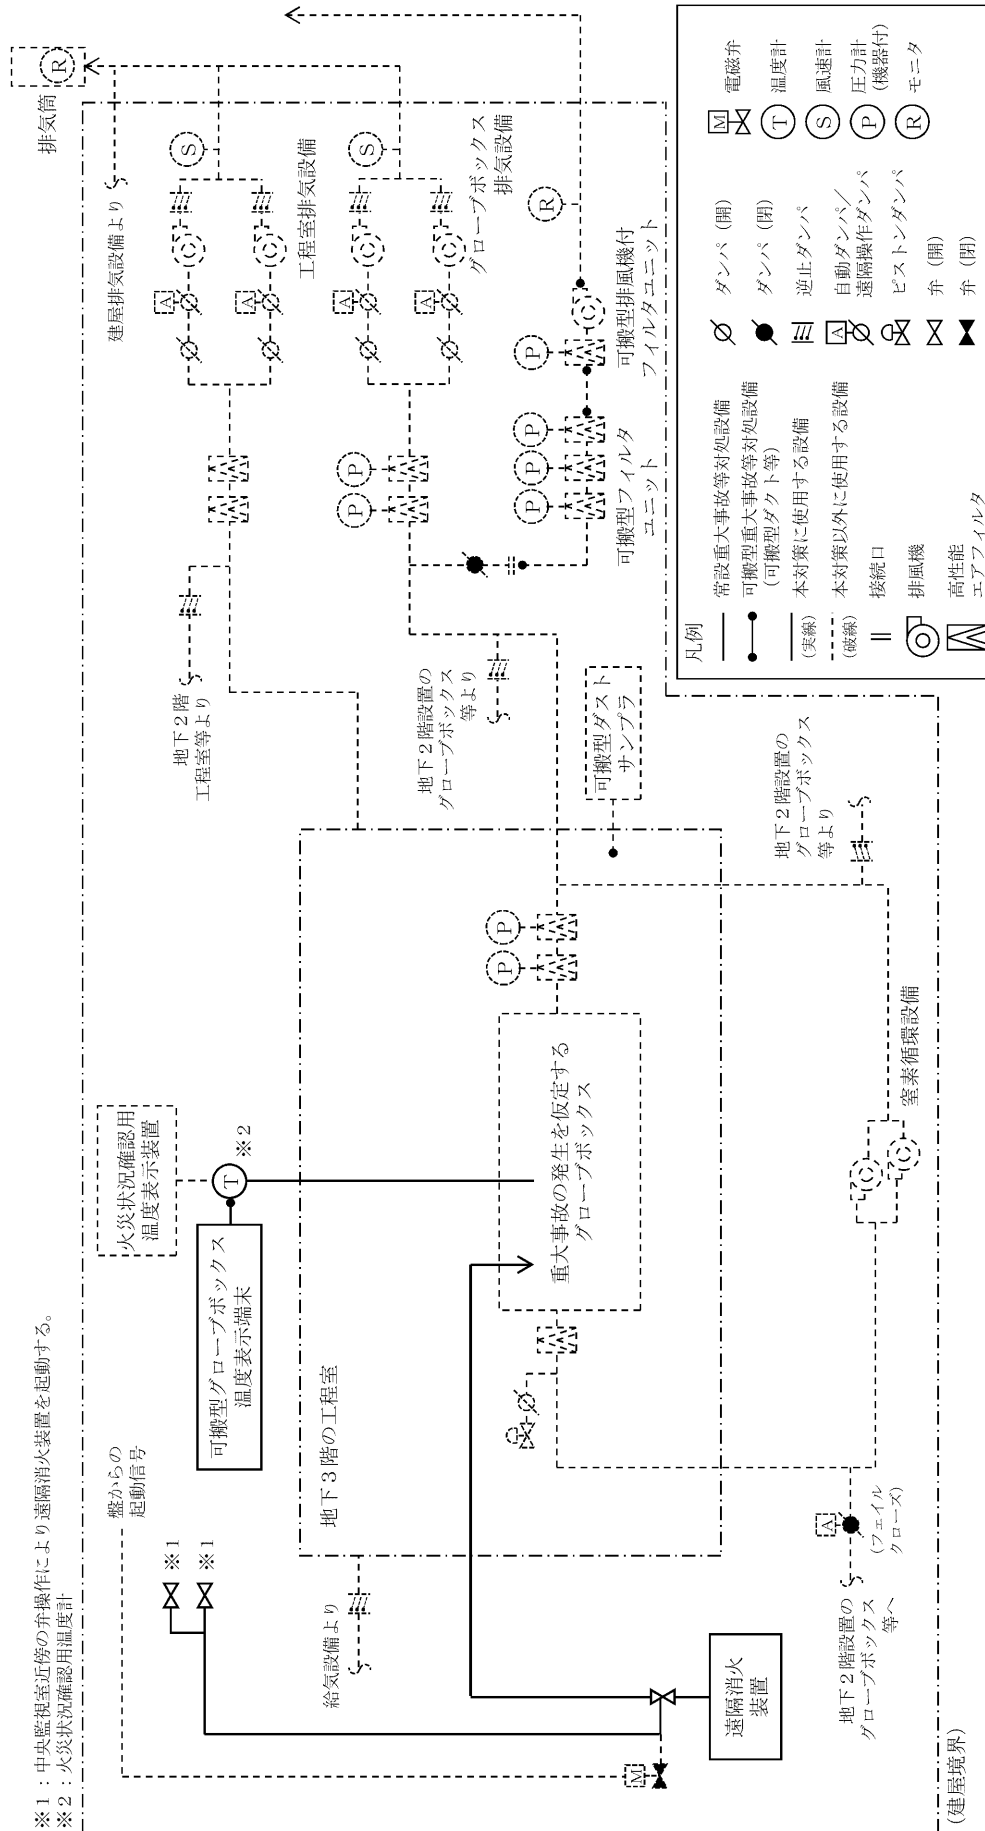 ※1：中央監視室近傍の弁操作により遠隔消火装置を起動する。
※2：火災状況確認用温度計
盤からの
起動信号
※1
※1
給気設備より
M
遠隔消火
装置
(建屋境界)
火災状況確認用
温度表示装置
T
※2
可搬型グローブボックス
温度表示端末
地下3階の工程室
重大事故の発生を仮定する
グローブボックス
P
P
A
(フェイル
クローズ)
地下2階設置の
グローブボックス
等へ
窒素循環設備
地下2階設置の
グローブボックス
等より
可搬型ダスト
サンプラ
地下2階
工程室等より
地下2階設置の
グローブボックス
等より
排気筒
R
建屋排気設備より
A
A
S
工程室排気設備
P
P
A
A
S
グローブボックス
排気設備
P
P
P
可搬型フィルタ
ユニット
P
可搬型排風機付
フィルタユニット
R
凡例
常設重大事故等対処設備
可搬型重大事故等対処設備
(可搬型ダクト等)
(実線)
本対策に使用する設備
(破線)
本対策以外に使用する設備
接続口
排風機
高性能
エアフィルタ
ダンパ (開)
ダンパ (閉)
逆止ダンパ
A
自動ダンパ/
遠隔操作ダンパ
ピストンダンパ
弁 (開)
弁 (閉)
M
電磁弁
T
温度計
S
風速計
P
圧力計
(機器付)
R
モニタ